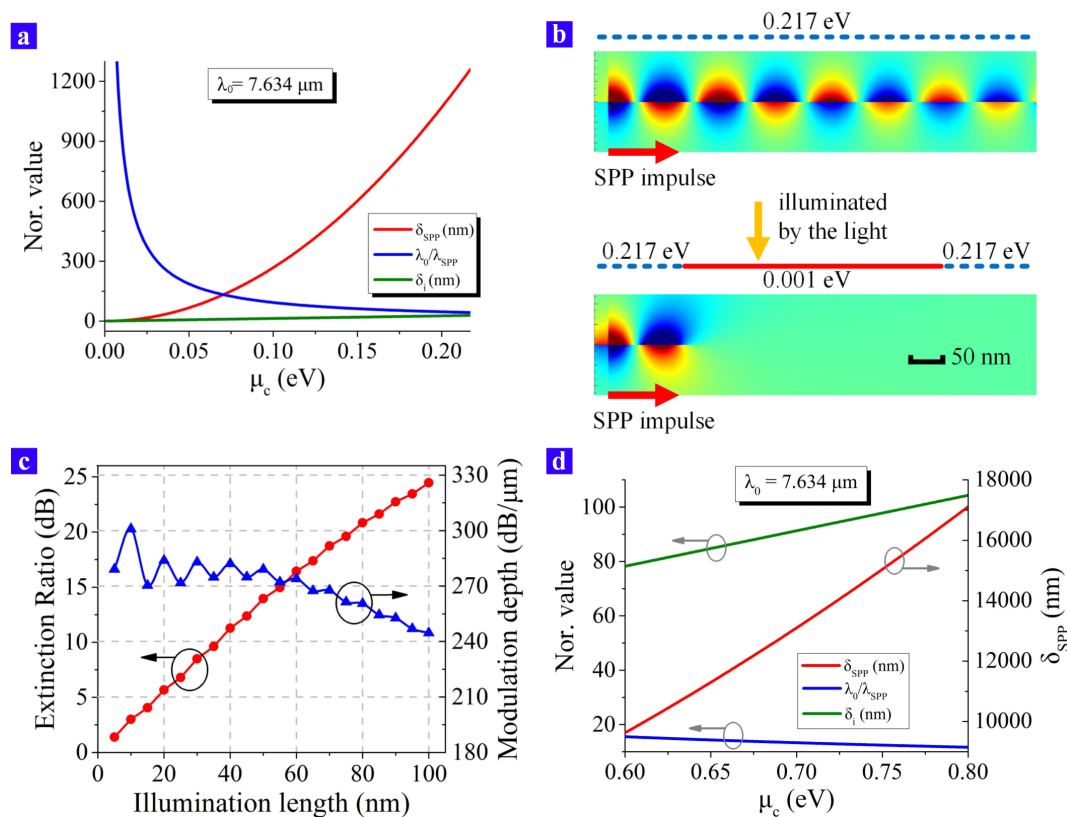 a
λ₀= 7.634 μm
1200
900
600
300
0
Nor. value
δSPP (nm)
λ₀/λSPP
δi (nm)
0.00 0.05 0.10 0.15 0.20
μc (eV)
b
0.217 eV
SPP impulse
illuminated
by the light
0.217 eV
0.217 eV
0.001 eV
50 nm
SPP impulse
c
25
20
15
10
5
0
Extinction Ratio (dB)
330
300
270
240
210
180
Modulation depth (dB/μm)
0 20 40 60 80 100
Illumination length (nm)
d
λ₀ = 7.634 μm
100
80
60
40
20
Nor. value
18000
16000
14000
12000
10000
δSPP (nm)
δSPP (nm)
λ₀/λSPP
δi (nm)
0.60 0.65 0.70 0.75 0.80
μc (eV)